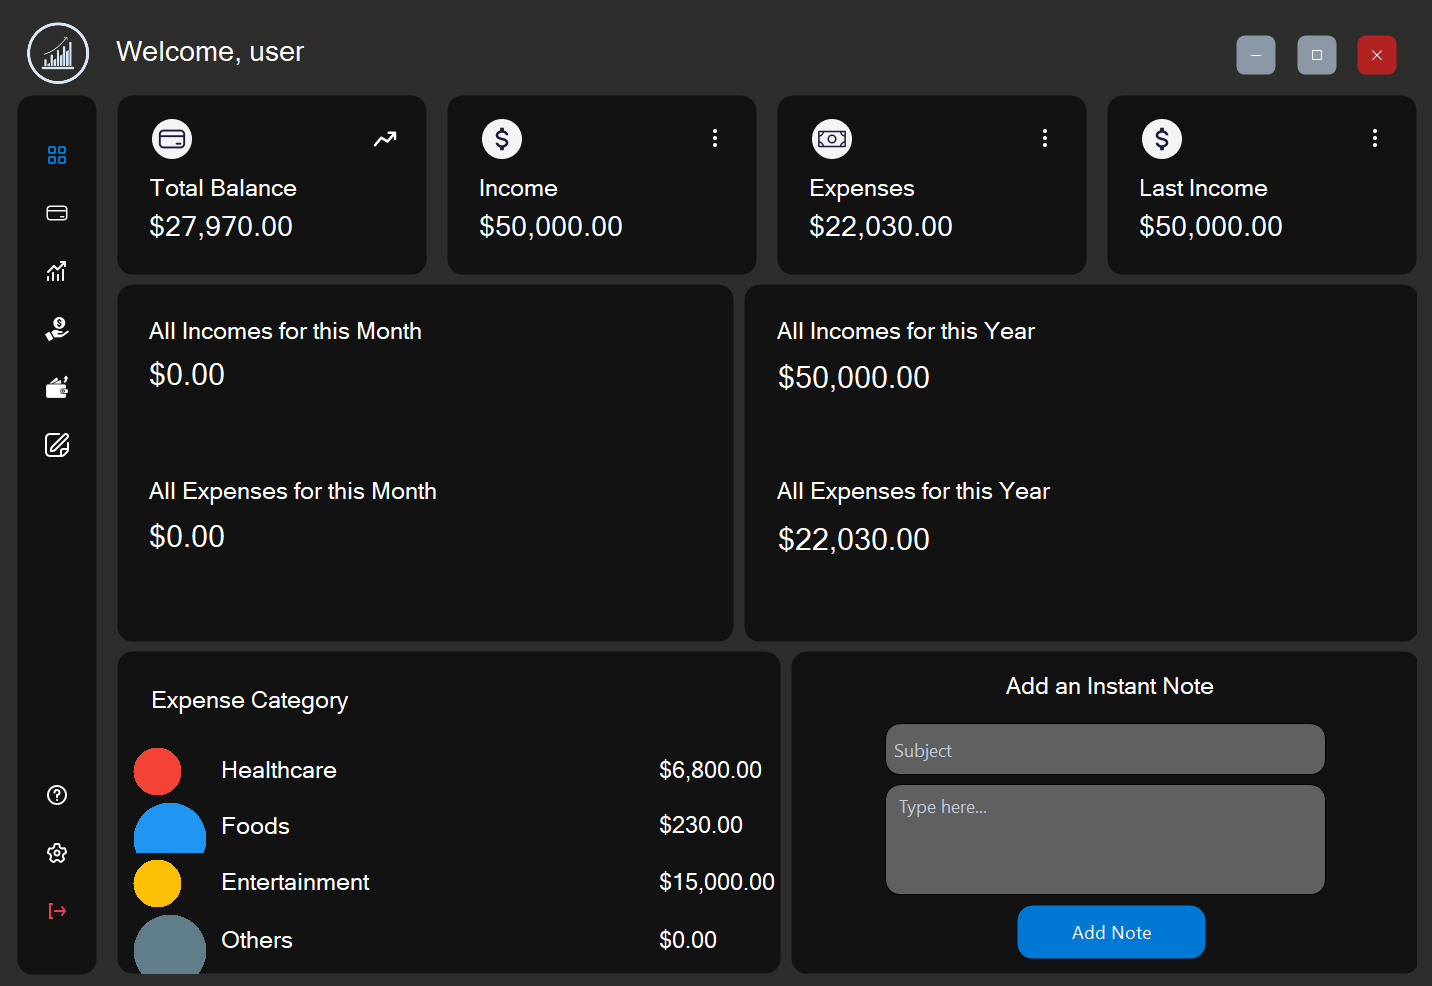 Welcome, user
Total Balance
$27,970.00
Income
$50,000.00
Expenses
$22,030.00
Last Income
$50,000.00
All Incomes for this Month
$0.00
All Expenses for this Month
$0.00
All Incomes for this Year
$50,000.00
All Expenses for this Year
$22,030.00
Expense Category
Healthcare $6,800.00
Foods $230.00
Entertainment $15,000.00
Others $0.00
Add an Instant Note
Subject
Type here...
Add Note